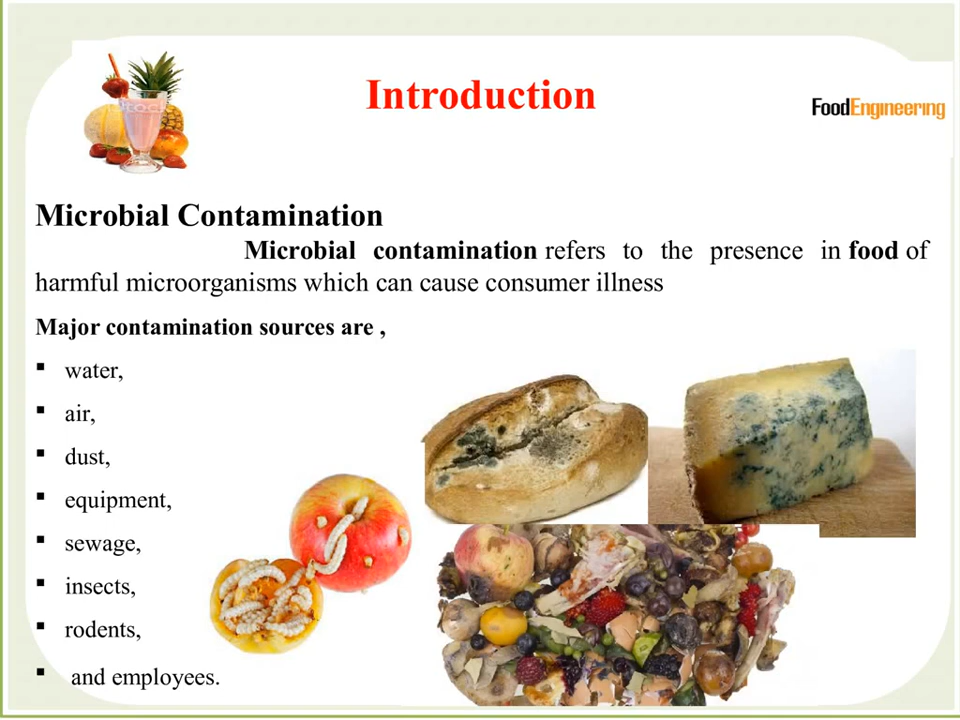 Introduction
FoodEngineering
Microbial Contamination
Microbial contamination refers to the presence in food of
harmful microorganisms which can cause consumer illness
Major contamination sources are ,
▪ water,
▪ air,
▪ dust,
▪ equipment,
▪ sewage,
▪ insects,
▪ rodents,
▪ and employees.